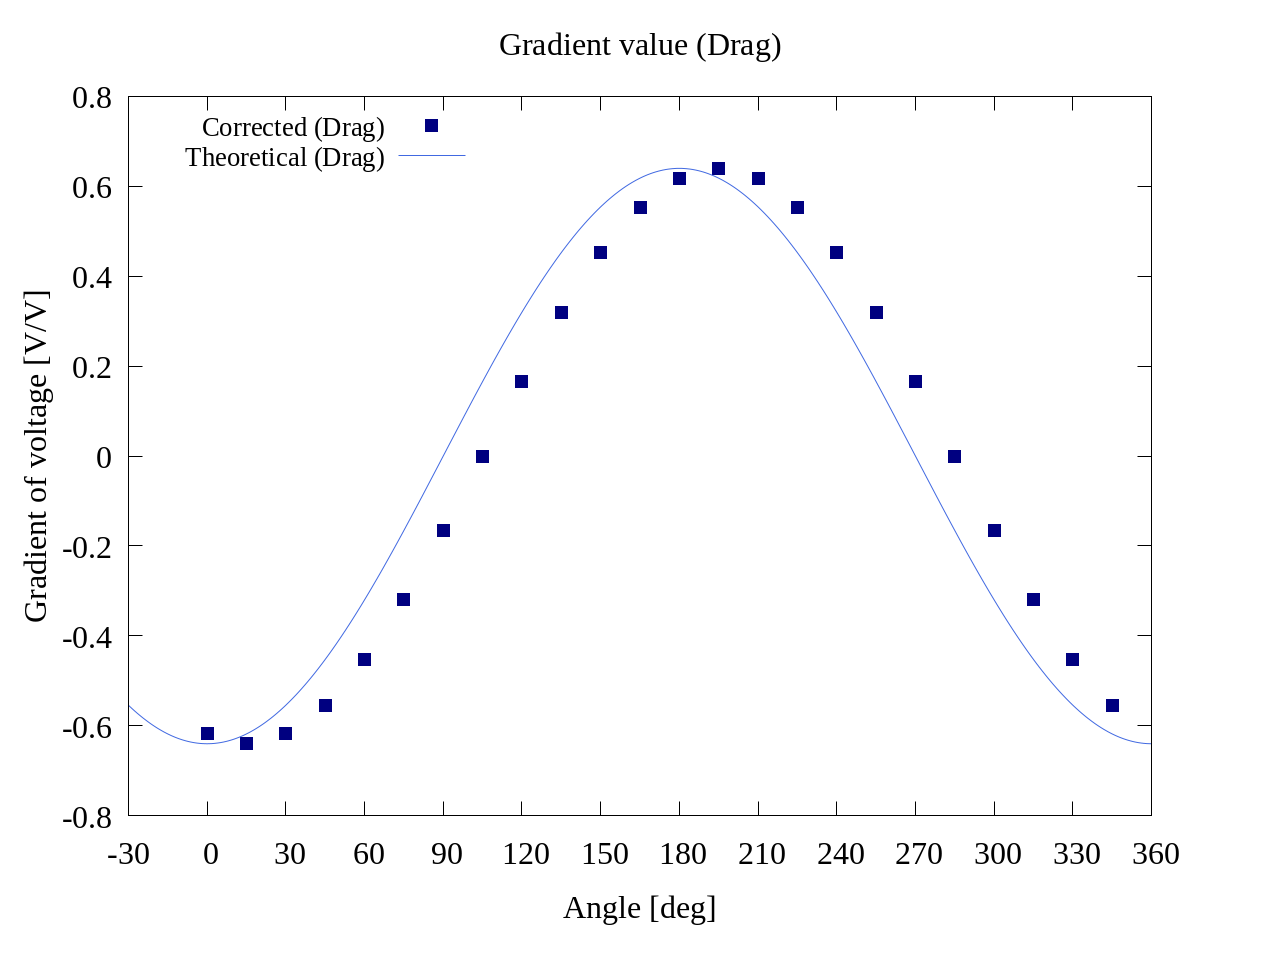 Gradient value (Drag)
0.8
0.6
0.4
0.2
0
-0.2
-0.4
-0.6
-0.8
Corrected (Drag)
Theoretical (Drag)
Gradient of voltage [V/V]
-30 0 30 60 90 120 150 180 210 240 270 300 330 360
Angle [deg]